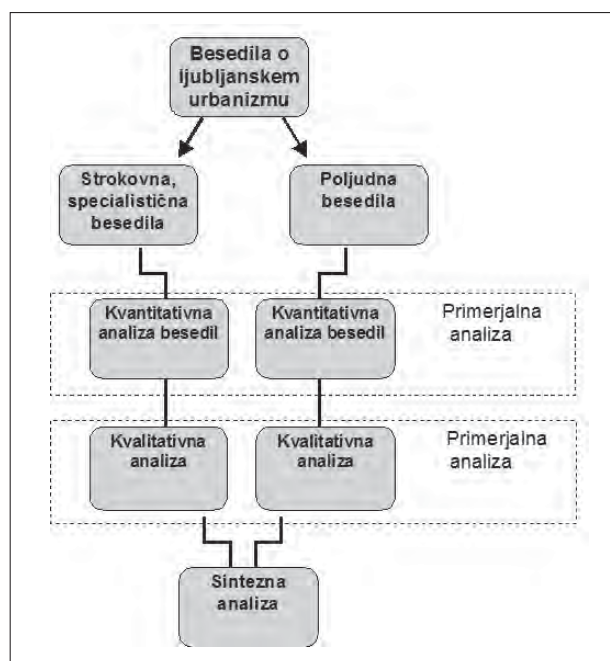 Besedila o
ljubljanskem
urbanizmu
Strokovna,
specialistična
besedila
Poljudna
besedila
Kvantitativna
analiza besedil
Kvantitativna
analiza besedil
Primerjalna
analiza
Kvalitativna
analiza
Kvalitativna
analiza
Primerjalna
analiza
Sintezna
analiza